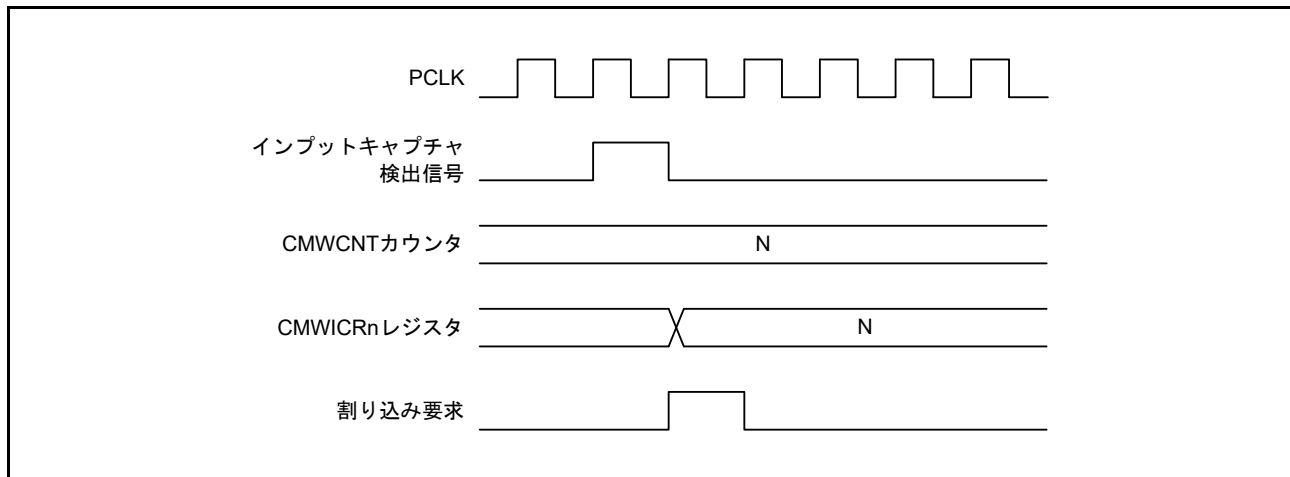 PCLK
インプットキャプチャ
検出信号
CMWCNTカウンタ
N
CMWICRnレジスタ
N
割り込み要求